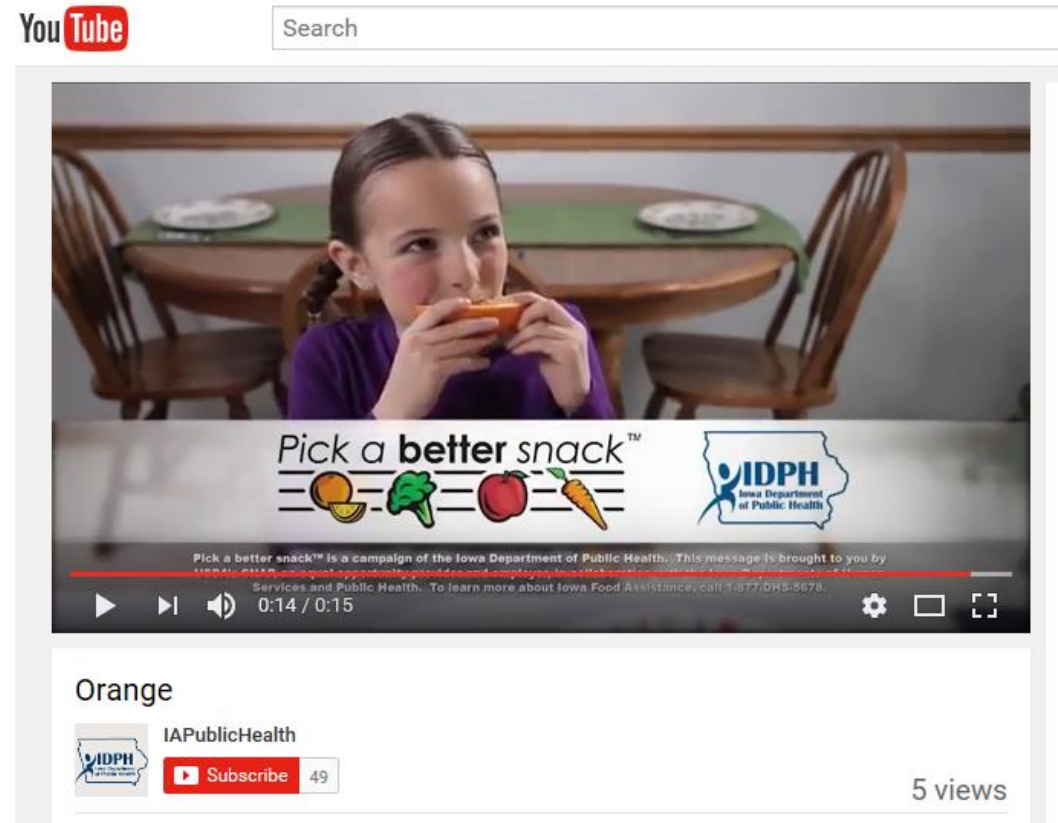 You Tube
Search
Pick a better snack™
IDPH
Iowa Department
of Public Health
Pick a better snack™ is a campaign of the Iowa Department of Public Health. This message is brought to you by
Services and Public Health. To learn more about Iowa Food Assistance, call 1-877-DHS-5678.
0:14 / 0:15
Orange
IAPublicHealth
IDPH
Subscribe 49
5 views